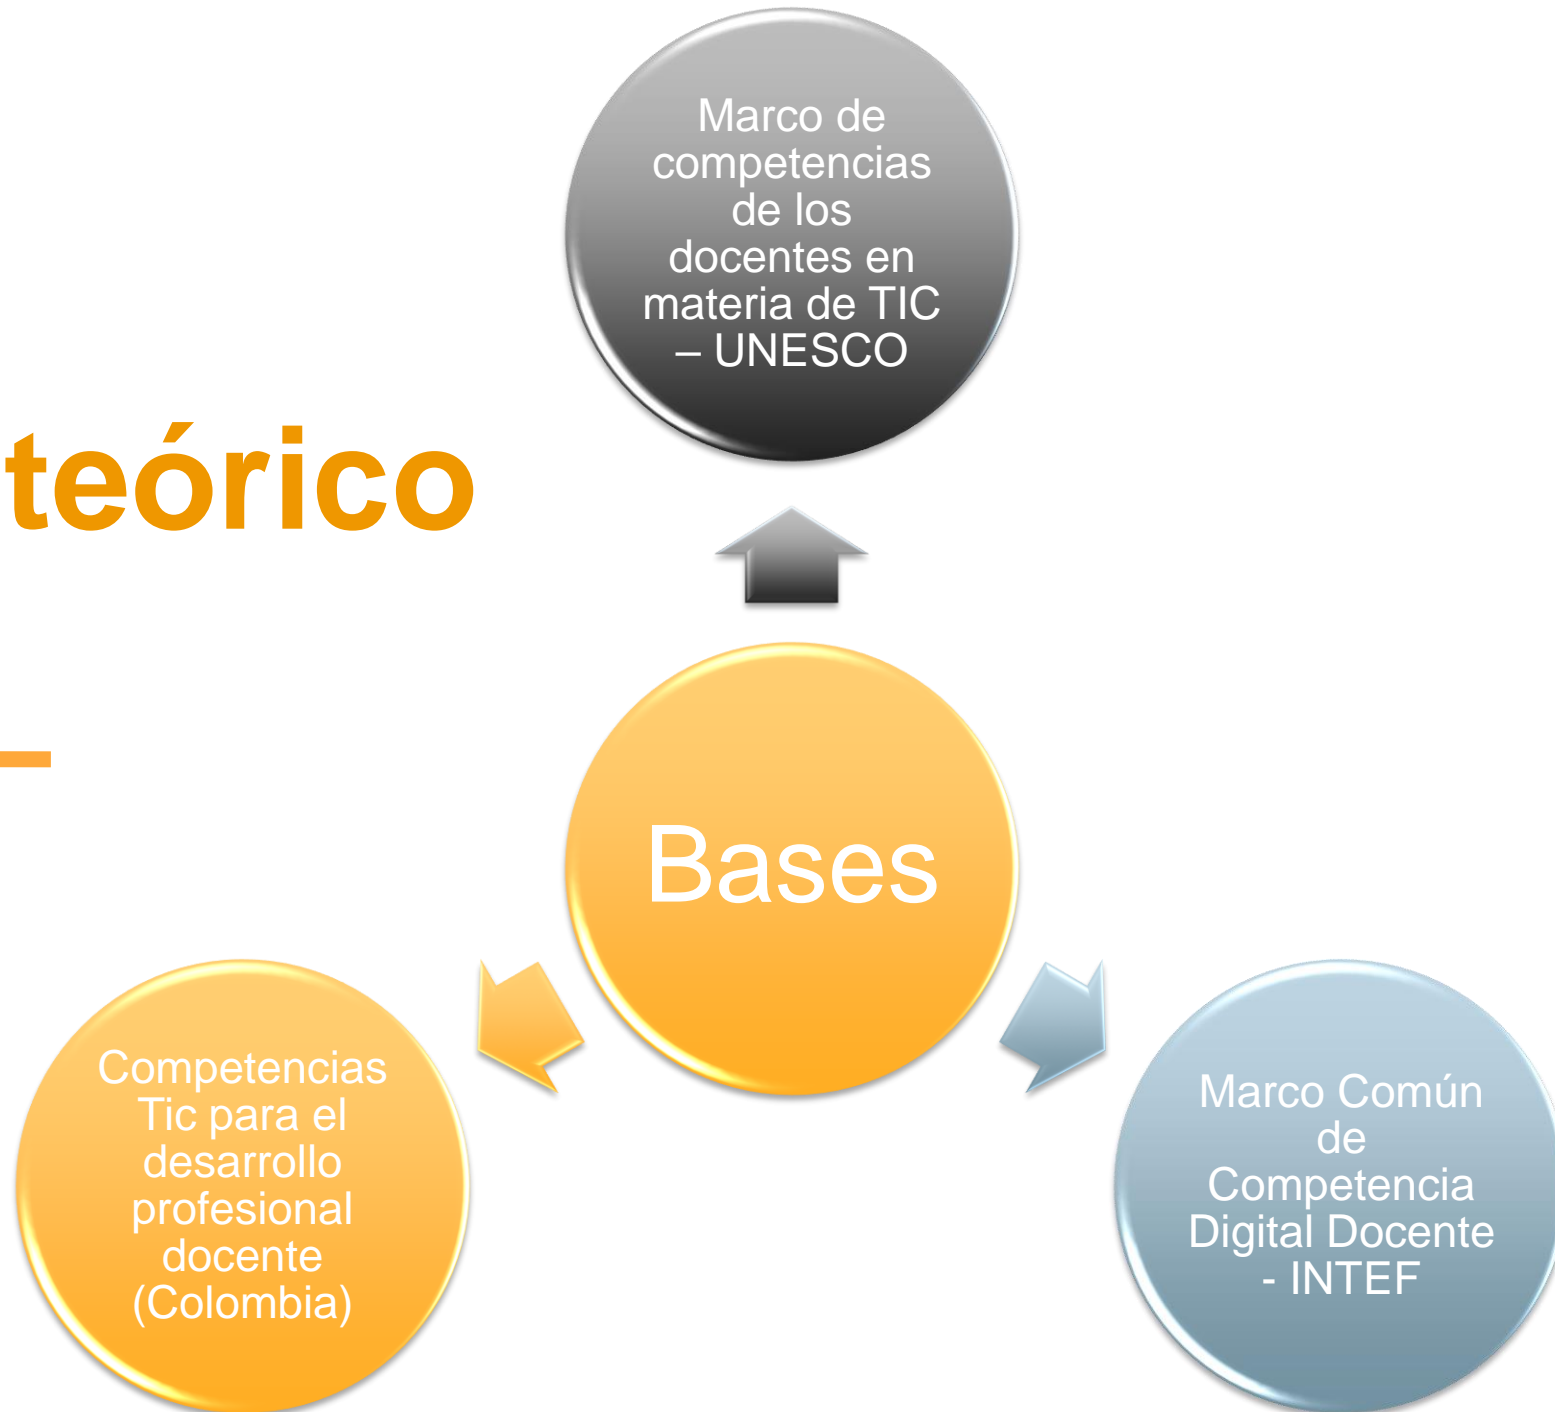 Marco de
competencias
de los
docentes en
materia de TIC
– UNESCO
teórico
–
Bases
Competencias
Tic para el
desarrollo
profesional
docente
(Colombia)
Marco Común
de
Competencia
Digital Docente
- INTEF